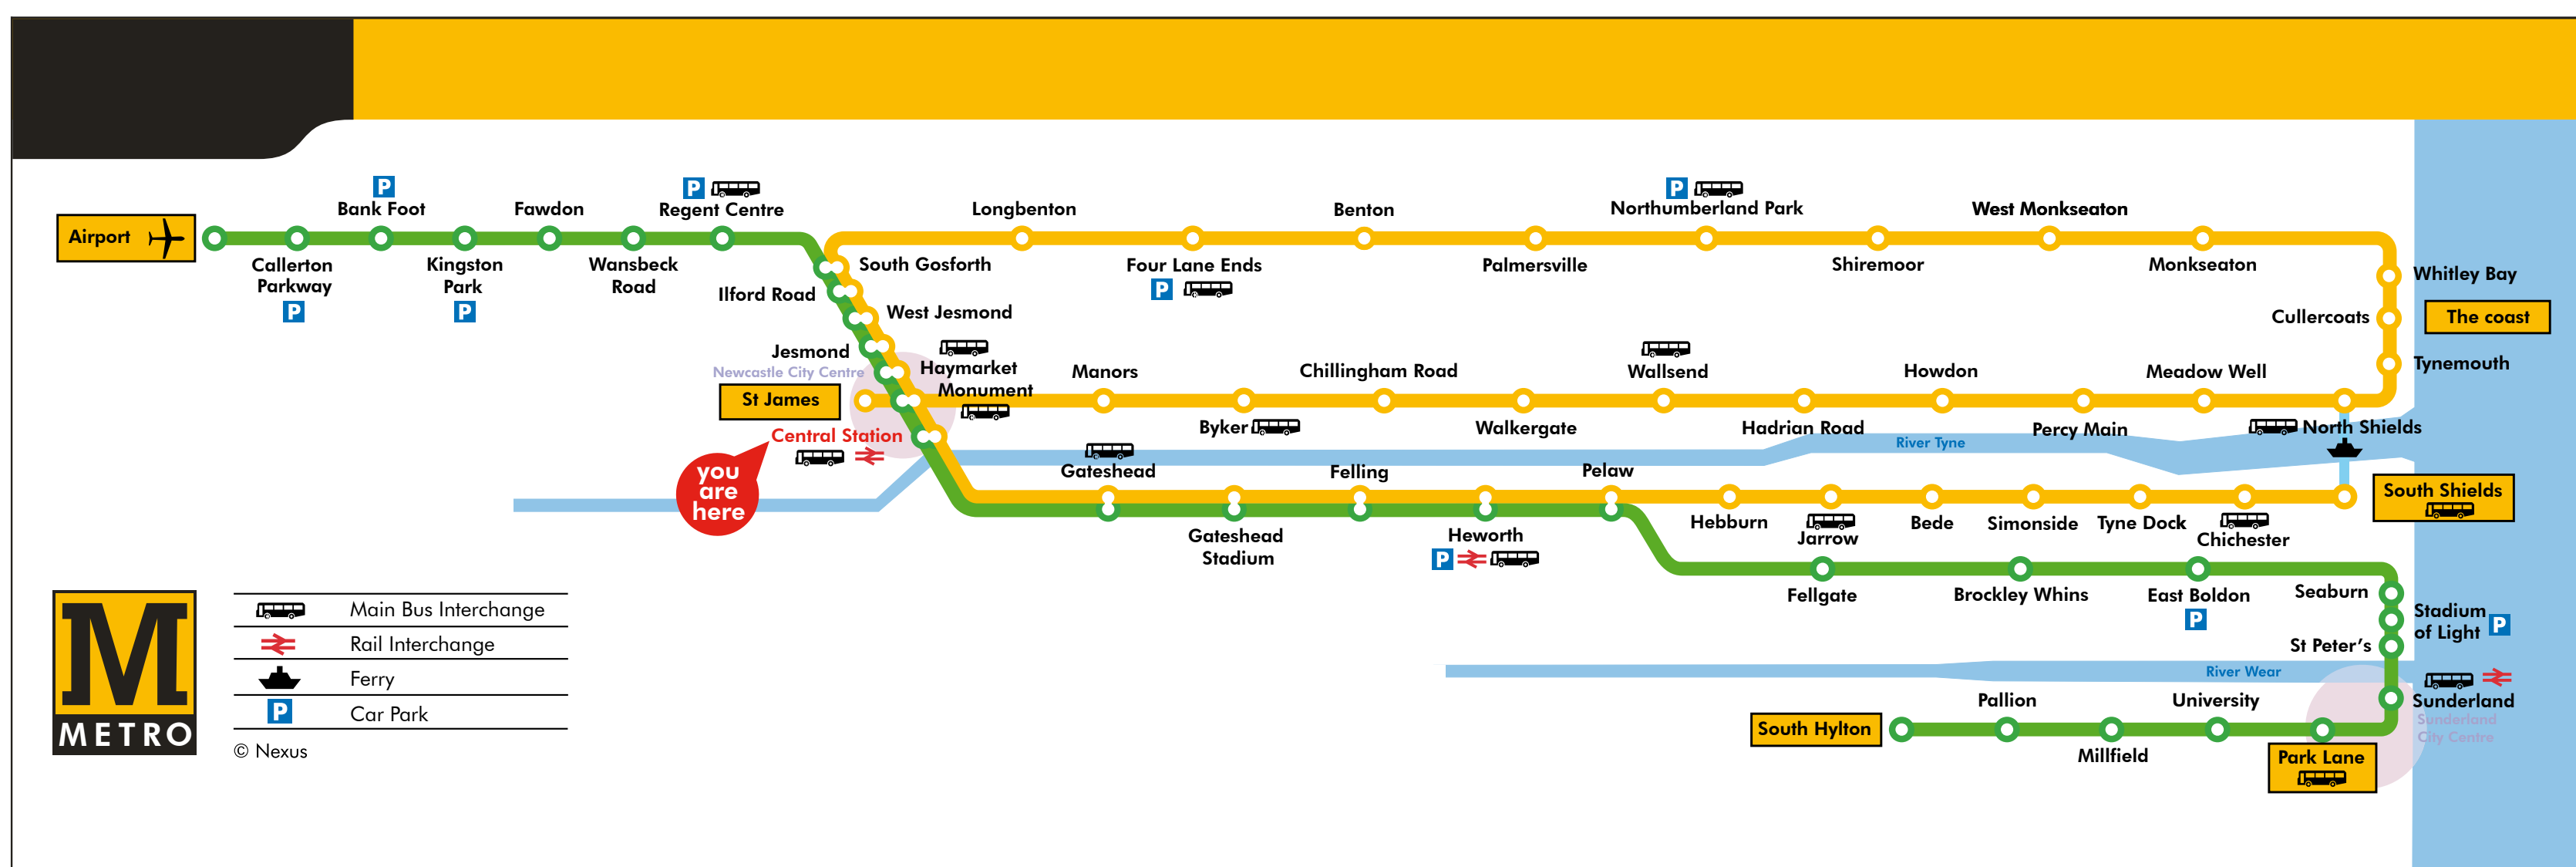 Bank Foot
Fawdon
Regent Centre
Longbenton
Benton
Northumberland Park
West Monkseaton
Airport
Callerton
Parkway
Kingston
Park
Wansbeck
Road
South Gosforth
Four Lane Ends
Palmersville
Shiremoor
Monkseaton
Whitley Bay
Ilford Road
West Jesmond
Cullercoats
The coast
Jesmond
Newcastle City Centre
Haymarket
Monument
Manors
Chillingham Road
Wallsend
Howdon
Meadow Well
Tynemouth
St James
Central Station
Byker
Walkergate
Hadrian Road
River Tyne
Percy Main
North Shields
you
are
here
Gateshead
Felling
Pelaw
South Shields
Gateshead
Stadium
Heworth
Hebburn
Jarrow
Bede
Simonside
Tyne Dock
Chichester
Fellgate
Brockley Whins
East Boldon
Seaburn
Stadium
of Light
St Peter's
River Wear
Sunderland
Sunderland
City Centre
South Hylton
Pallion
Millfield
University
Park Lane
M
METRO
Main Bus Interchange
Rail Interchange
Ferry
P Car Park
© Nexus